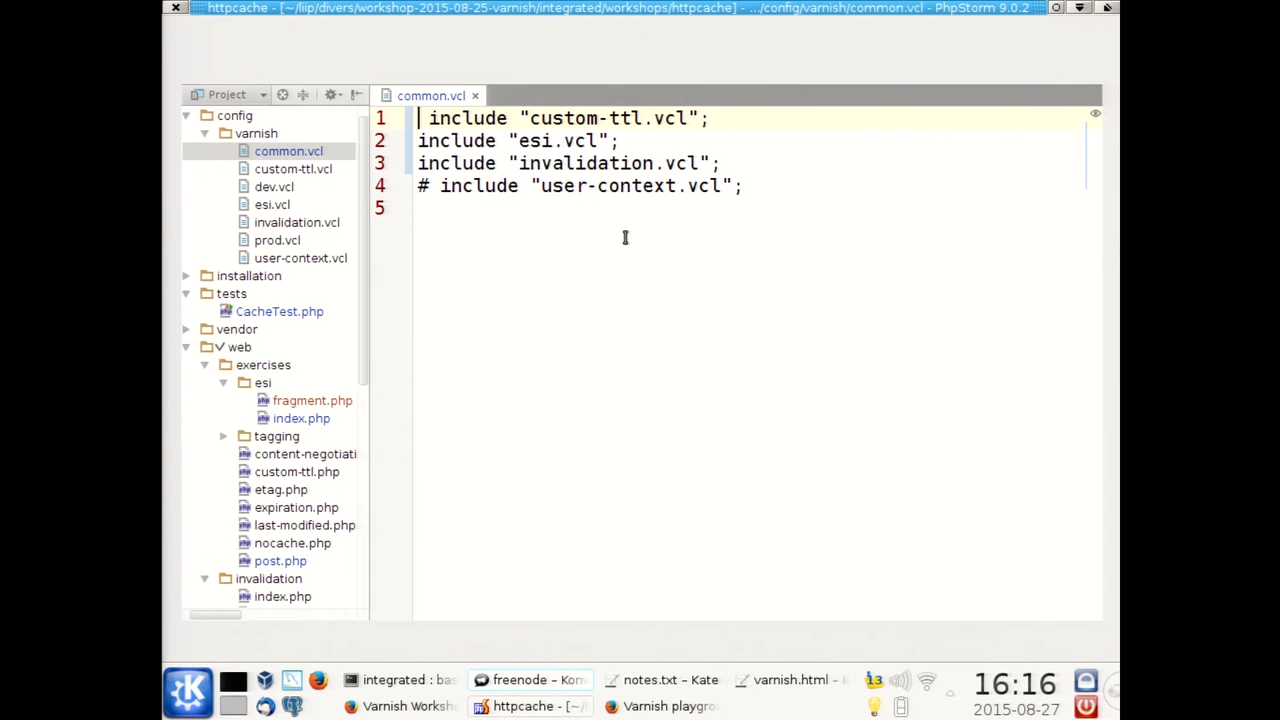 httpcache - [~/liip/divers/workshop-2015-08-25-varnish/integrated/workshops/httpcache] - .../config/varnish/common.vcl - PhpStorm 9.0.2
Project
common.vcl
config
varnish
common.vcl
custom-ttl.vcl
dev.vcl
esi.vcl
invalidation.vcl
prod.vcl
user-context.vcl
installation
tests
CacheTest.php
vendor
web
exercises
esi
fragment.php
index.php
tagging
content-negotiati
custom-ttl.php
etag.php
expiration.php
last-modified.php
nocache.php
post.php
invalidation
index.php
1 include "custom-ttl.vcl";
2 include "esi.vcl";
3 include "invalidation.vcl";
4 # include "user-context.vcl";
5
integrated : ba
freenode – Kon
notes.txt – Kate
varnish.html – K
13
16:16
Varnish Worksh
httpcache - [~/
Varnish playgro
2015-08-27